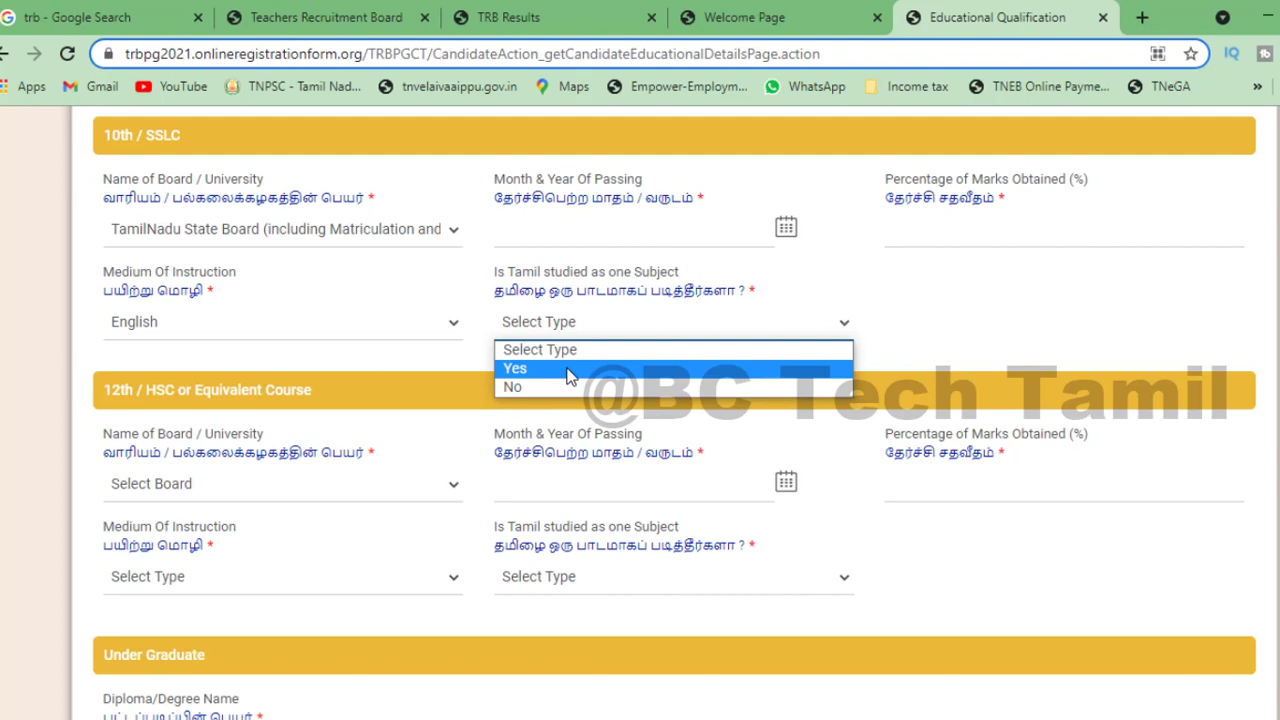 trb - Google Search
Teachers Recruitment Board
TRB Results
Welcome Page
Educational Qualification
trbpg2021.onlineregistrationform.org/TRBPGCT/CandidateAction_getCandidateEducationalDetailsPage.action
Apps
Gmail
YouTube
TNPSC - Tamil Nad...
tnvelaivaaippu.gov.in
Maps
Empower-Employm...
WhatsApp
Income tax
TNEB Online Payme...
TNeGA
»
10th / SSLC
Name of Board / University
வாரியம் / பல்கலைக்கழகத்தின் பெயர் *
TamilNadu State Board (including Matriculation and
Month & Year Of Passing
தேர்ச்சிபெற்ற மாதம் / வருடம் *
Percentage of Marks Obtained (%)
தேர்ச்சி சதவீதம் *
Medium Of Instruction
பயிற்று மொழி *
English
Is Tamil studied as one Subject
தமிழை ஒரு பாடமாகப் படித்தீர்களா ? *
Select Type
Select Type
Yes
No
@BC Tech Tamil
12th / HSC or Equivalent Course
Name of Board / University
வாரியம் / பல்கலைக்கழகத்தின் பெயர் *
Select Board
Month & Year Of Passing
தேர்ச்சிபெற்ற மாதம் / வருடம் *
Percentage of Marks Obtained (%)
தேர்ச்சி சதவீதம் *
Medium Of Instruction
பயிற்று மொழி *
Select Type
Is Tamil studied as one Subject
தமிழை ஒரு பாடமாகப் படித்தீர்களா ? *
Select Type
Under Graduate
Diploma/Degree Name
பட்டப்படிப்பின் பெயர் *